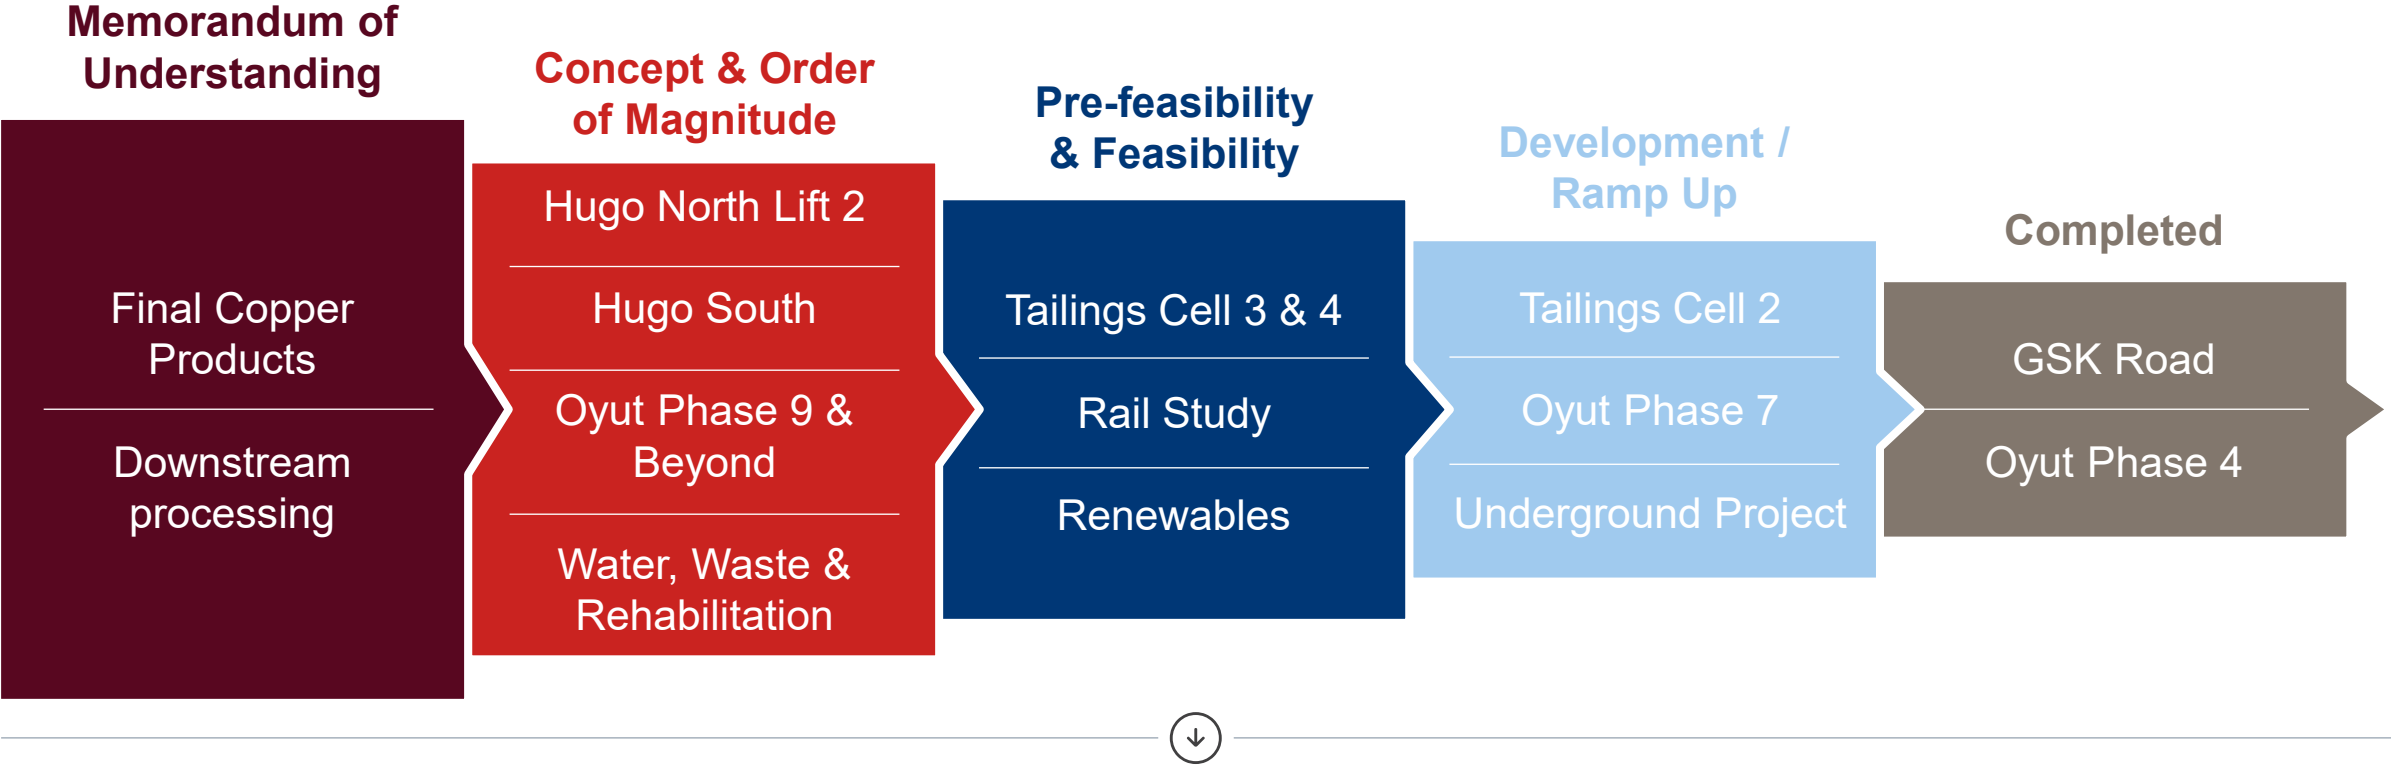 Memorandum of
Understanding
Final Copper
Products
Downstream
processing
Concept & Order
of Magnitude
Hugo North Lift 2
Hugo South
Oyut Phase 9 &
Beyond
Water, Waste &
Rehabilitation
Pre-feasibility
& Feasibility
Tailings Cell 3 & 4
Rail Study
Renewables
Development /
Ramp Up
Tailings Cell 2
Oyut Phase 7
Underground Project
Completed
GSK Road
Oyut Phase 4